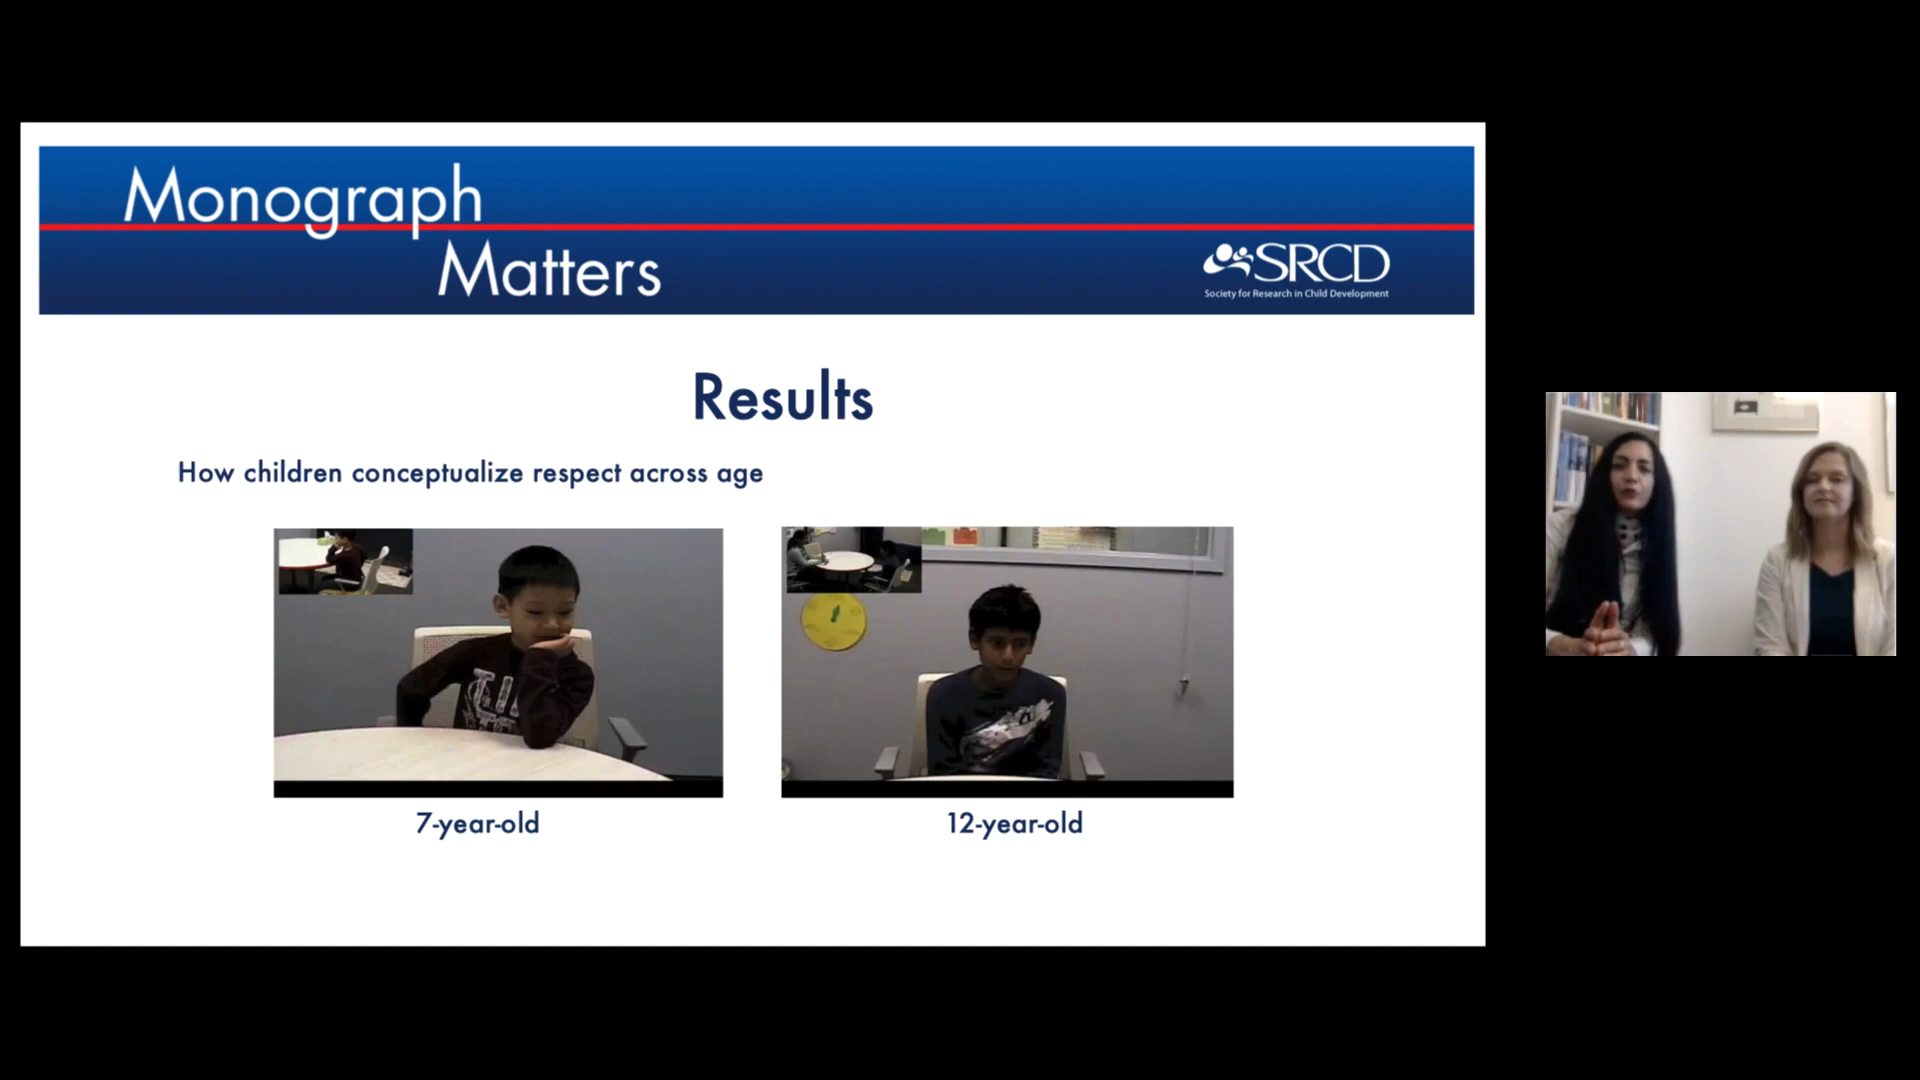 Monograph
Matters
SRCD
Society for Research in Child Development
Results
How children conceptualize respect across age
7-year-old
12-year-old